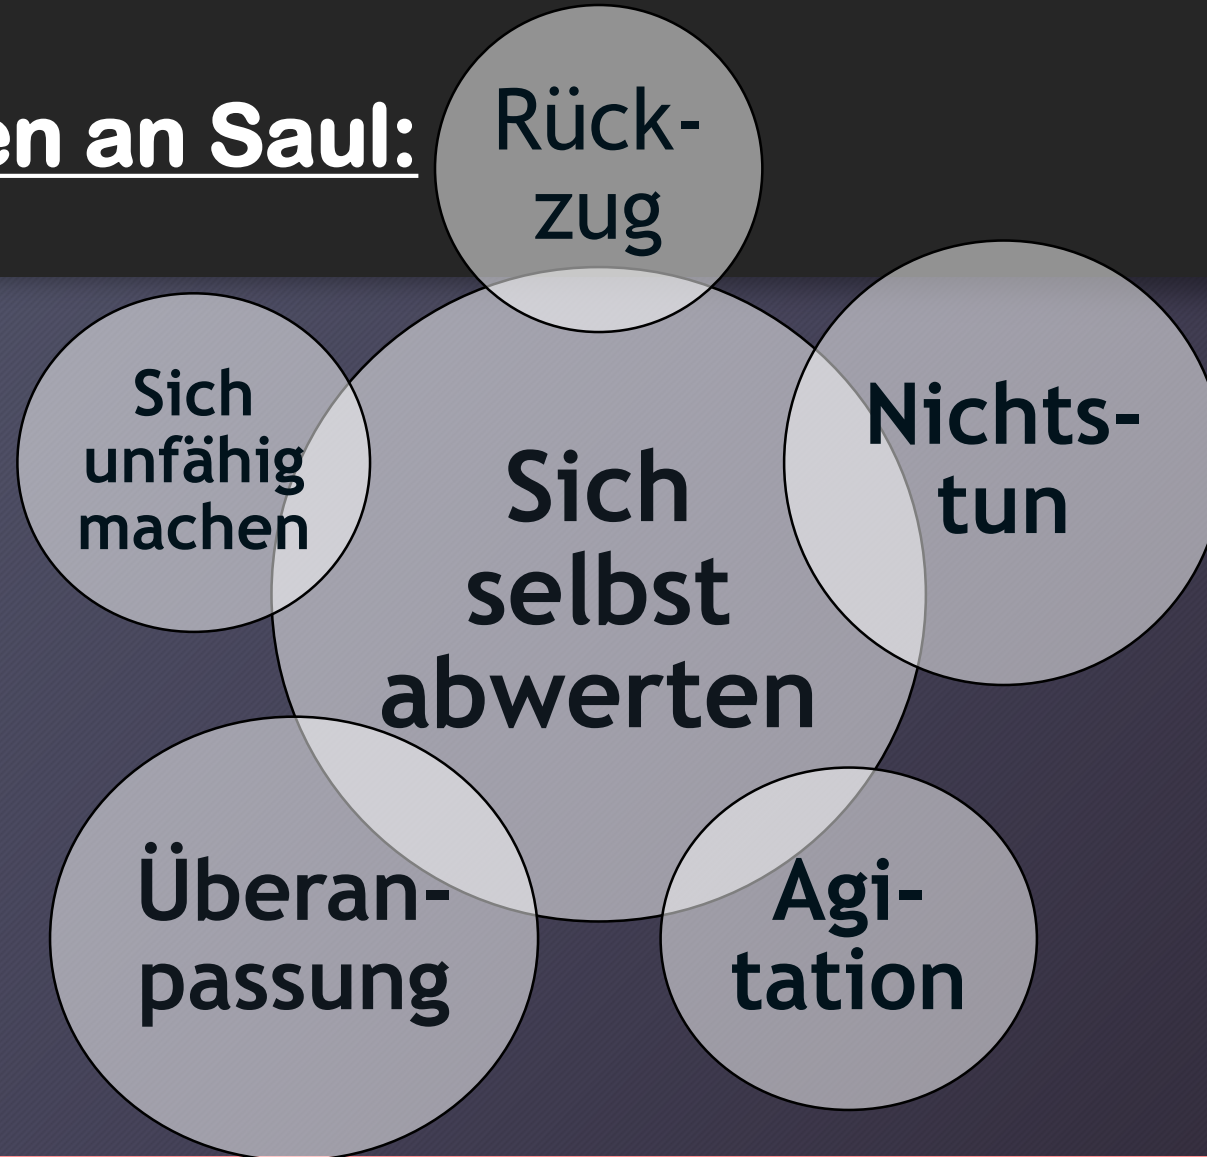 en an Saul:
Rück-
zug
Sich
unfähig
machen
Nichts-
tun
Sich
selbst
abwerten
Überan-
passung
Agi-
tation